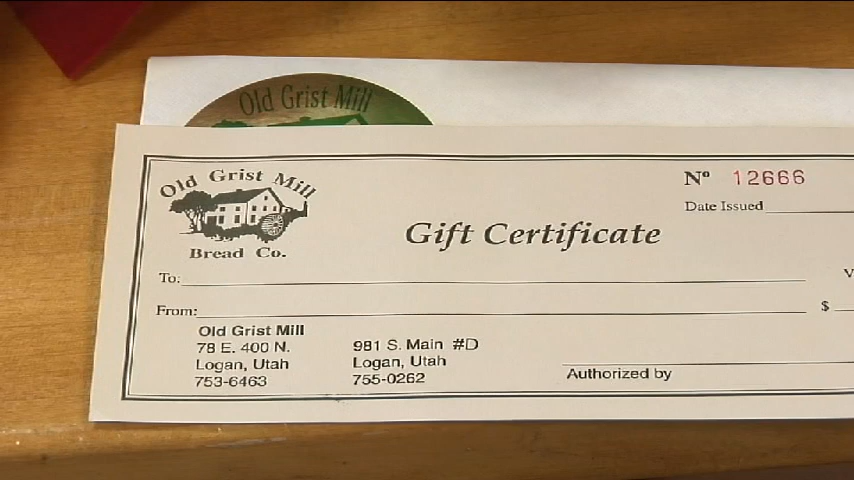 Old Grist Mill
Old Grist Mill
Bread Co.
Nº 12666
Date Issued
Gift Certificate
To:
V
From:
$
Old Grist Mill
78 E. 400 N.
Logan, Utah
753-6463
981 S. Main #D
Logan, Utah
755-0262
Authorized by